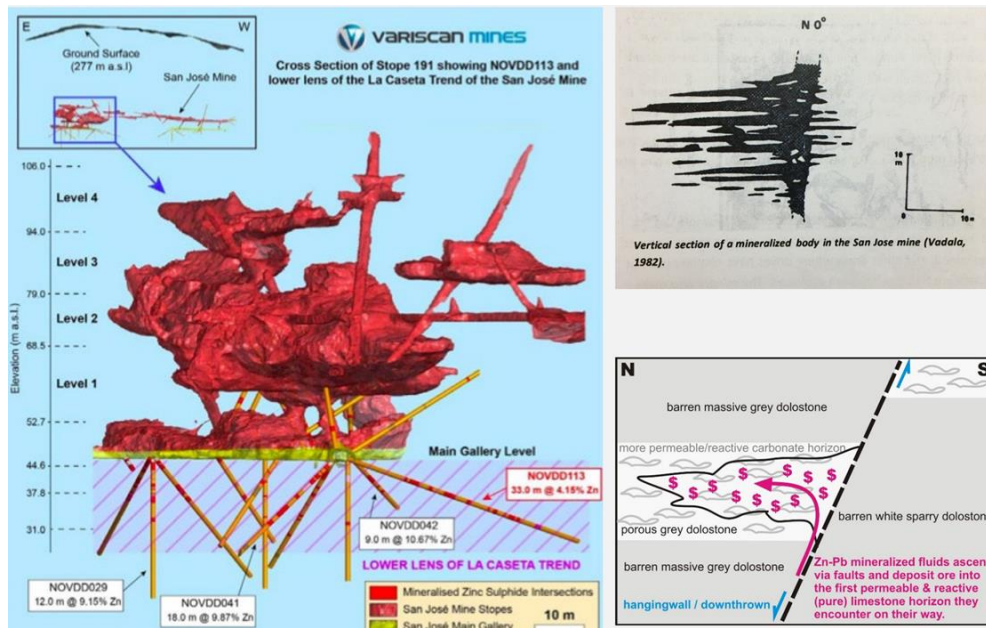 E
W
Ground Surface
(277 m a.s.l)
San José Mine
VARISCAN MINES
Cross Section of Stope 191 showing NOVDD113 and
lower lens of the La Caseta Trend of the San José Mine
Elevation (m a.s.l.)
106.0
Level 4
94.0
Level 3
79.0
Level 2
68.5
Level 1
52.7
Main Gallery Level
44.6
37.8
31.0
NOVDD113
33.0 m @ 4.15% Zn
NOVDD042
9.0 m @ 10.67% Zn
LOWER LENS OF LA CASETA TREND
NOVDD029
12.0 m @ 9.15% Zn
NOVDD041
18.0 m @ 9.87% Zn
Mineralised Zinc Sulphide Intersections
San José Mine Stopes
San José Main Gallery
10 m
N 0°
10
m
0
10 m
Vertical section of a mineralized body in the San Jose mine (Vadala,
1982).
N
S
barren massive grey dolostone
more permeable/reactive carbonate horizon
$ $ $ $ $ $ $ $ $ $ $ $
porous grey dolostone
barren white sparry doloston
barren massive grey dolostone
hangingwall / downthrown
Zn-Pb mineralized fluids ascen
via faults and deposit ore into
the first permeable & reactive
(pure) limestone horizon they
encounter on their way.